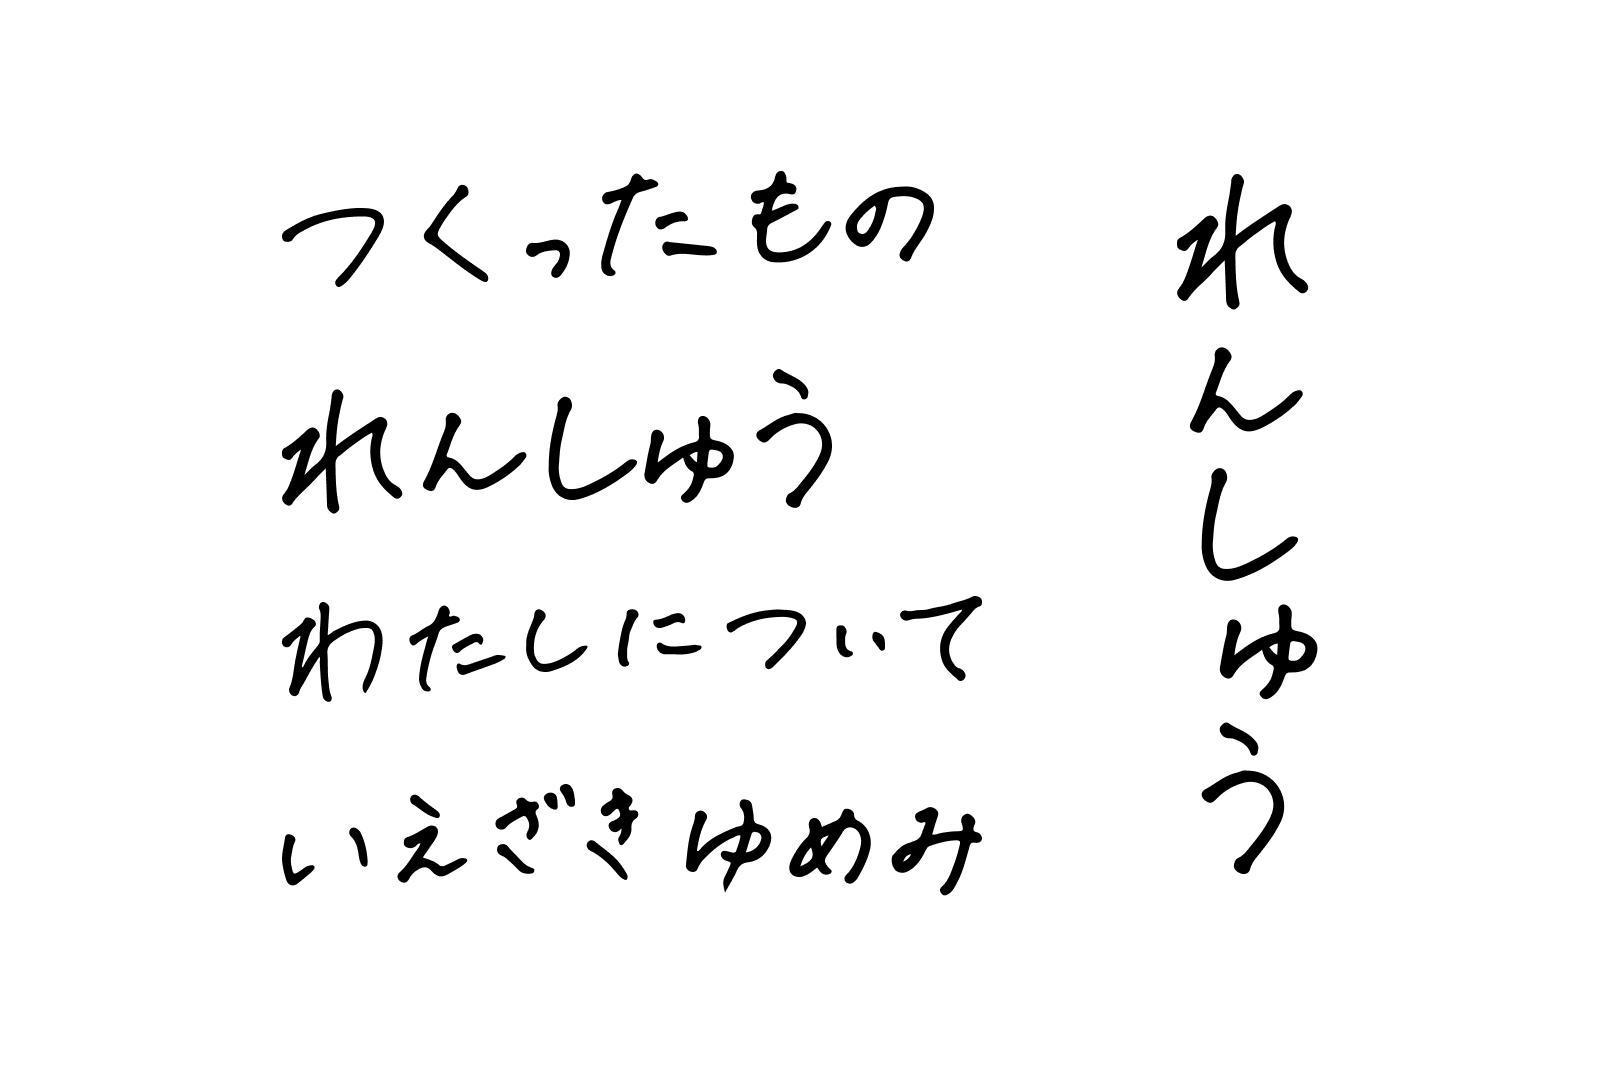 つくったもの
れんしゅう
わたしについて
いえざきゆめみ
れんしゅう